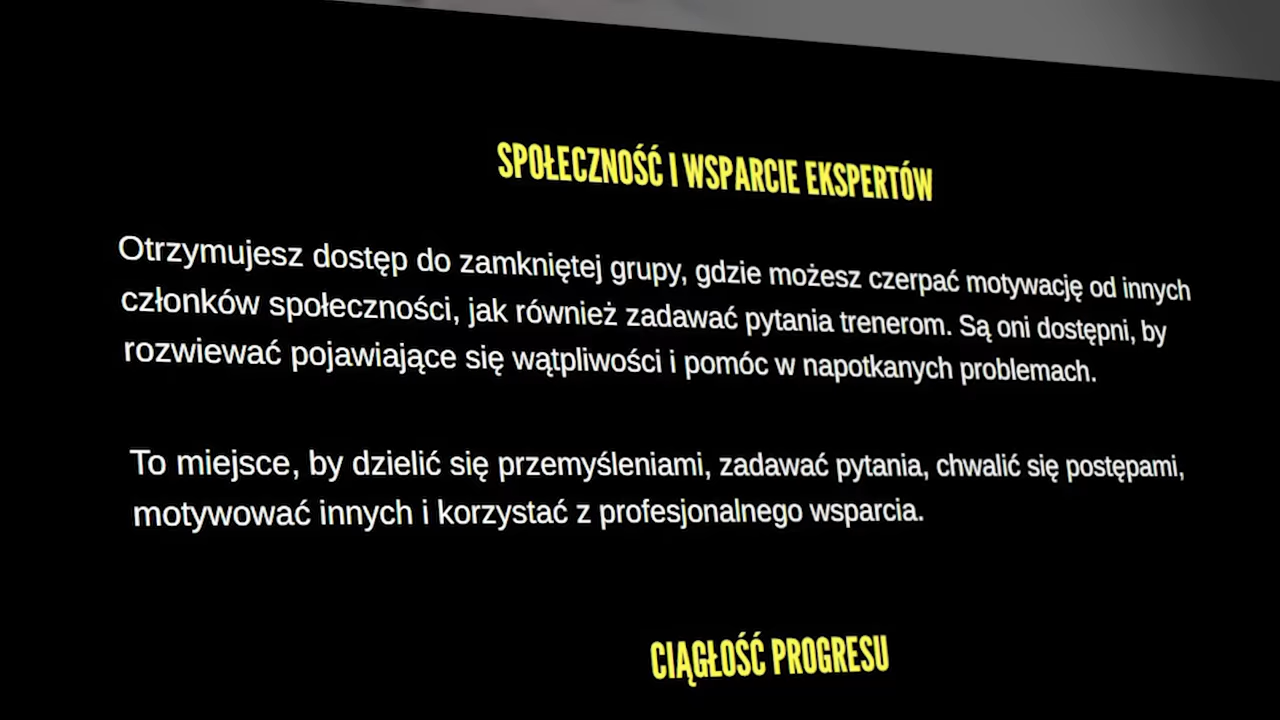 SPOŁECZNOŚĆ I WSPARCIE EKSPERTÓW
Otrzymujesz dostęp do zamkniętej grupy, gdzie możesz czerpać motywację od innych
członków społeczności, jak również zadawać pytania trenerom. Są oni dostępni, by
rozwiewać pojawiające się wątpliwości i pomóc w napotkanych problemach.
To miejsce, by dzielić się przemyśleniami, zadawać pytania, chwalić się postępami,
motywować innych i korzystać z profesjonalnego wsparcia.
CIĄGŁOŚĆ PROGRESU